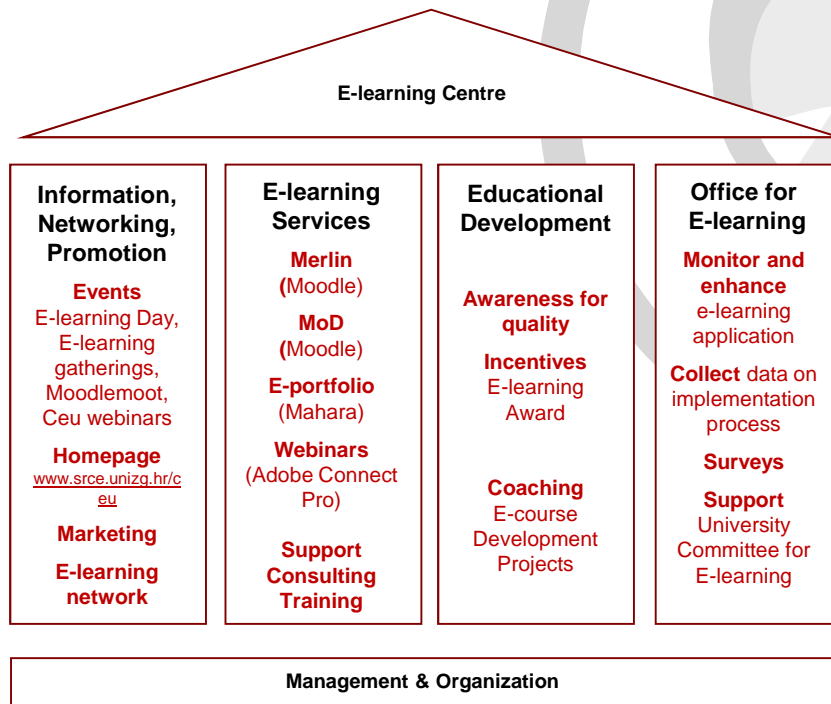 E-learning Centre
Information,
Networking,
Promotion
Events
E-learning Day,
E-learning
gatherings,
Moodlemoot,
Ceu webinars
Homepage
www.srce.unizg.hr/c
eu
Marketing
E-learning
network
E-learning
Services
Merlin
(Moodle)
MoD
(Moodle)
E-portfolio
(Mahara)
Webinars
(Adobe Connect
Pro)
Support
Consulting
Training
Educational
Development
Awareness for
quality
Incentives
E-learning
Award
Coaching
E-course
Development
Projects
Office for
E-learning
Monitor and
enhance
e-learning
application
Collect data on
implementation
process
Surveys
Support
University
Committee for
E-learning
Management & Organization